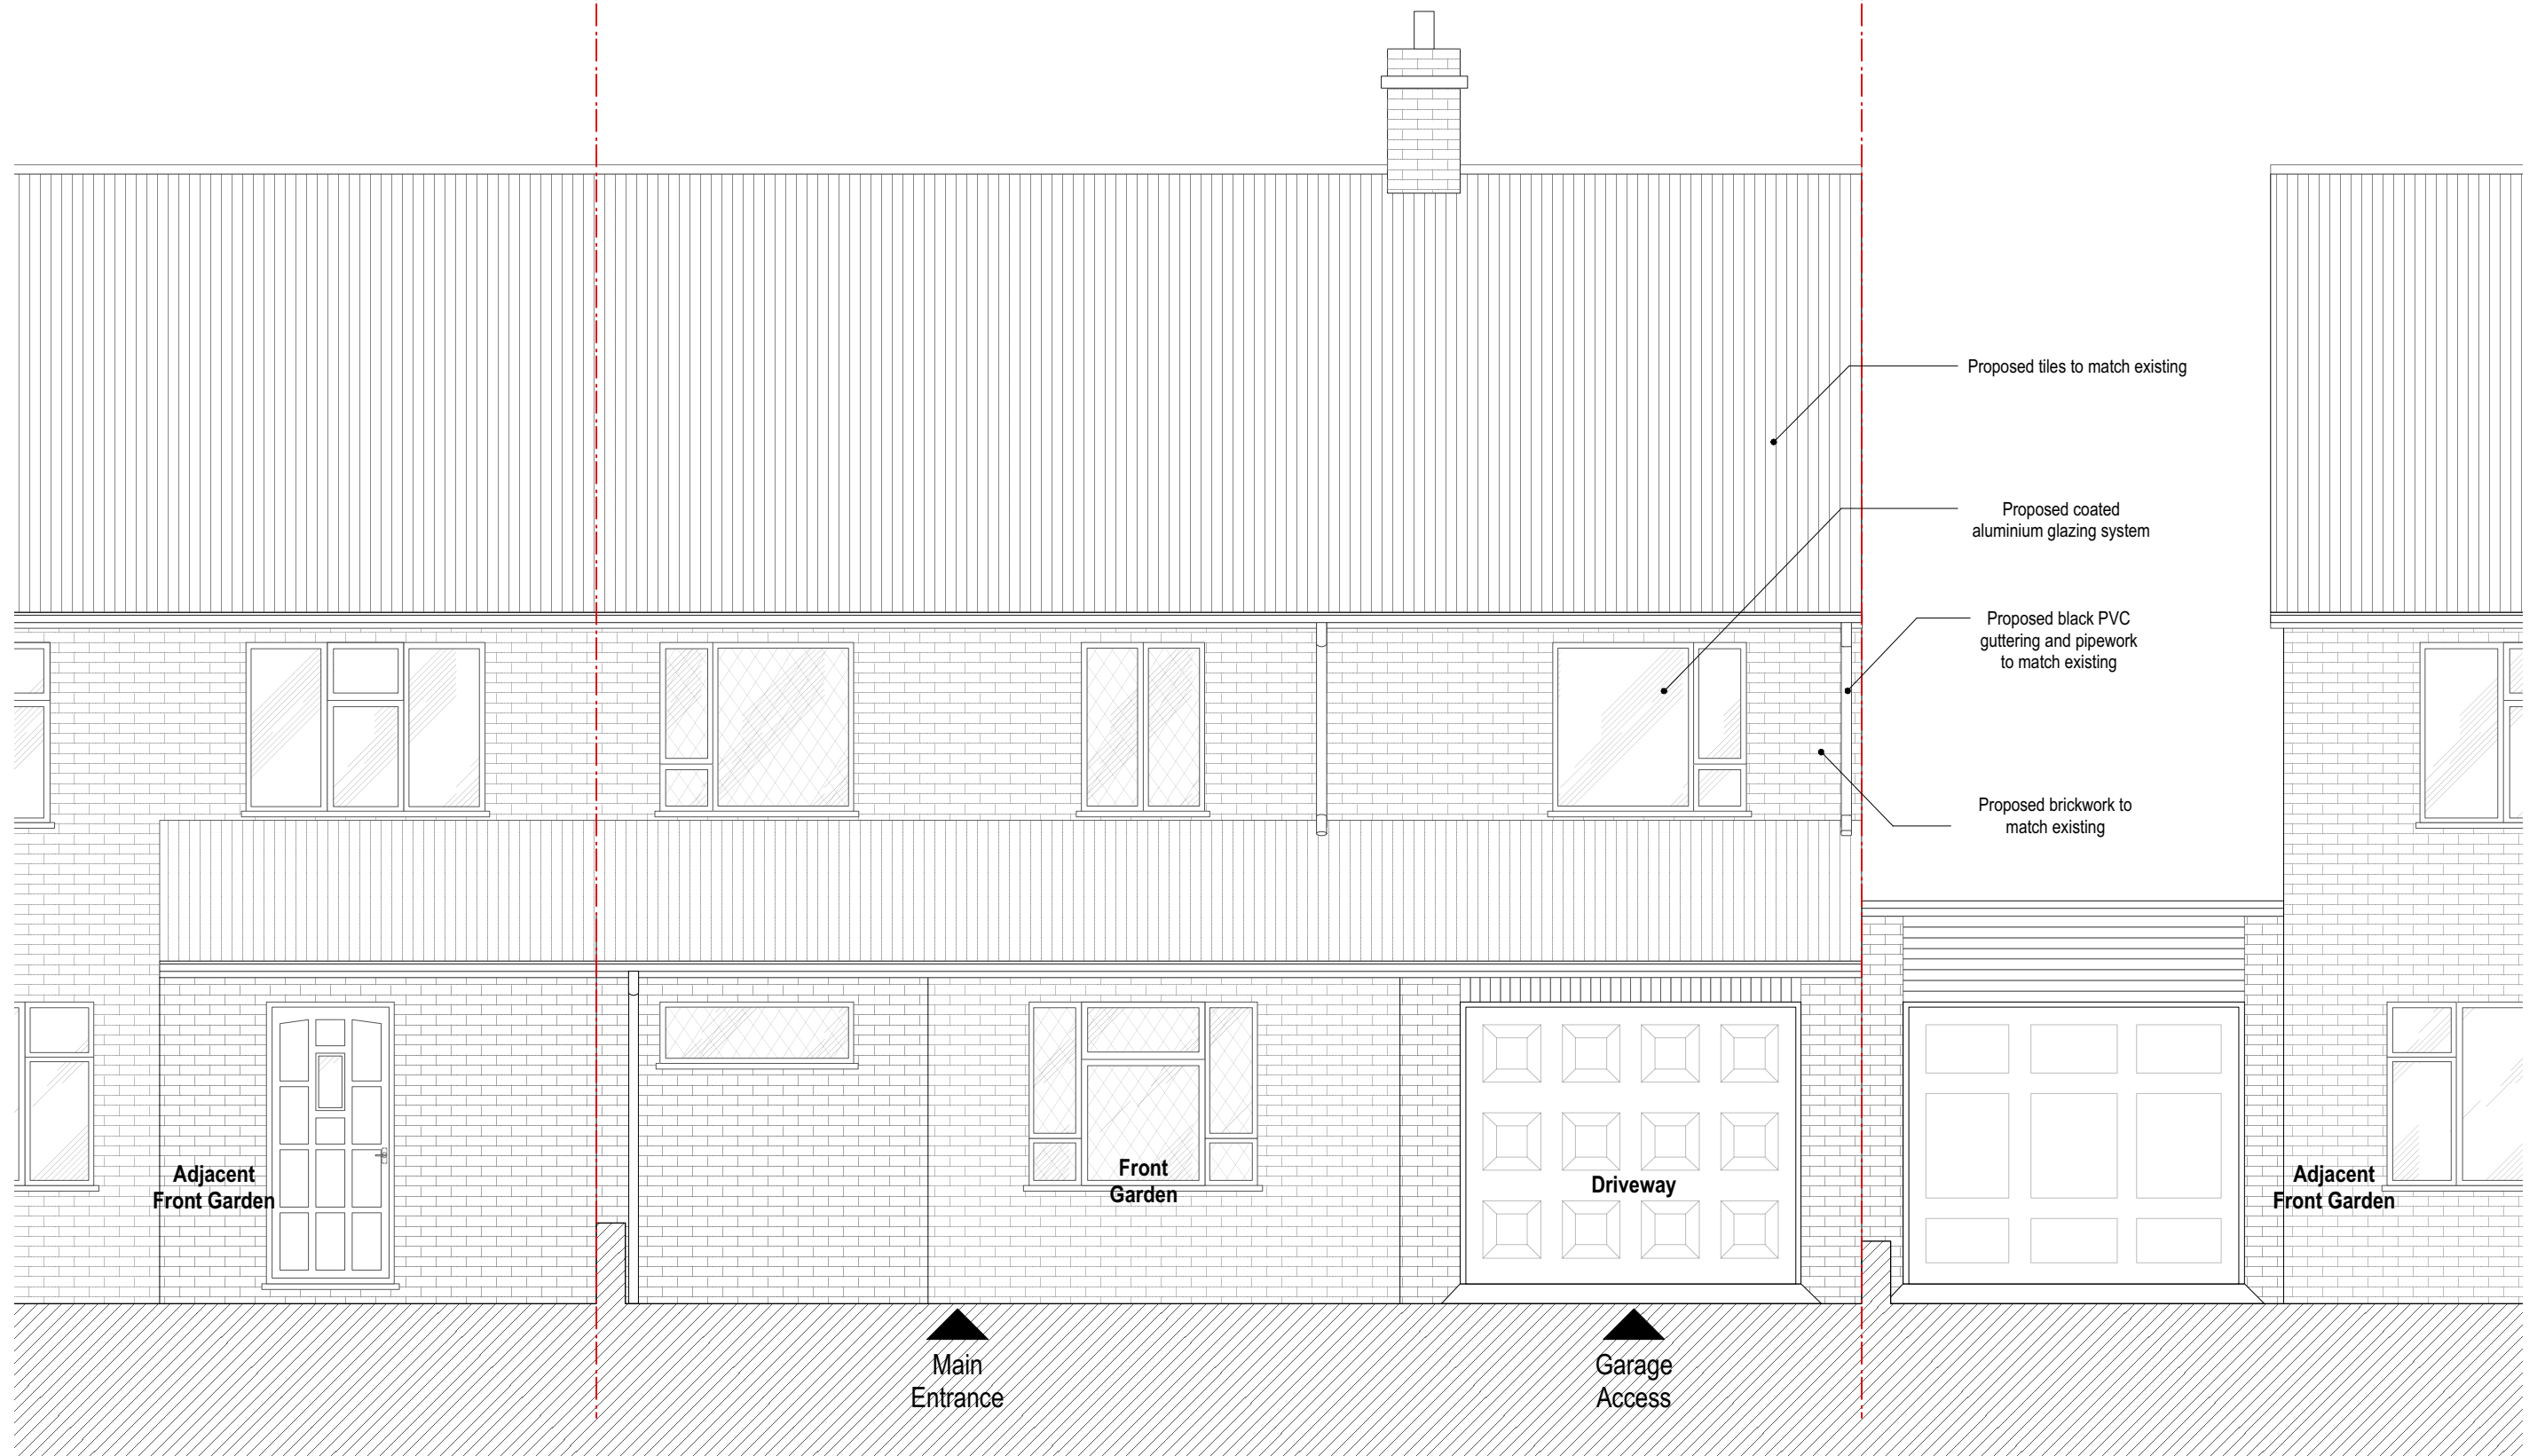 Proposed tiles to match existing
Proposed coated
aluminium glazing system
Proposed black PVC
guttering and pipework
to match existing
Proposed brickwork to
match existing
Adjacent
Front Garden
Front
Garden
Driveway
Adjacent
Front Garden
Main
Entrance
Garage
Access